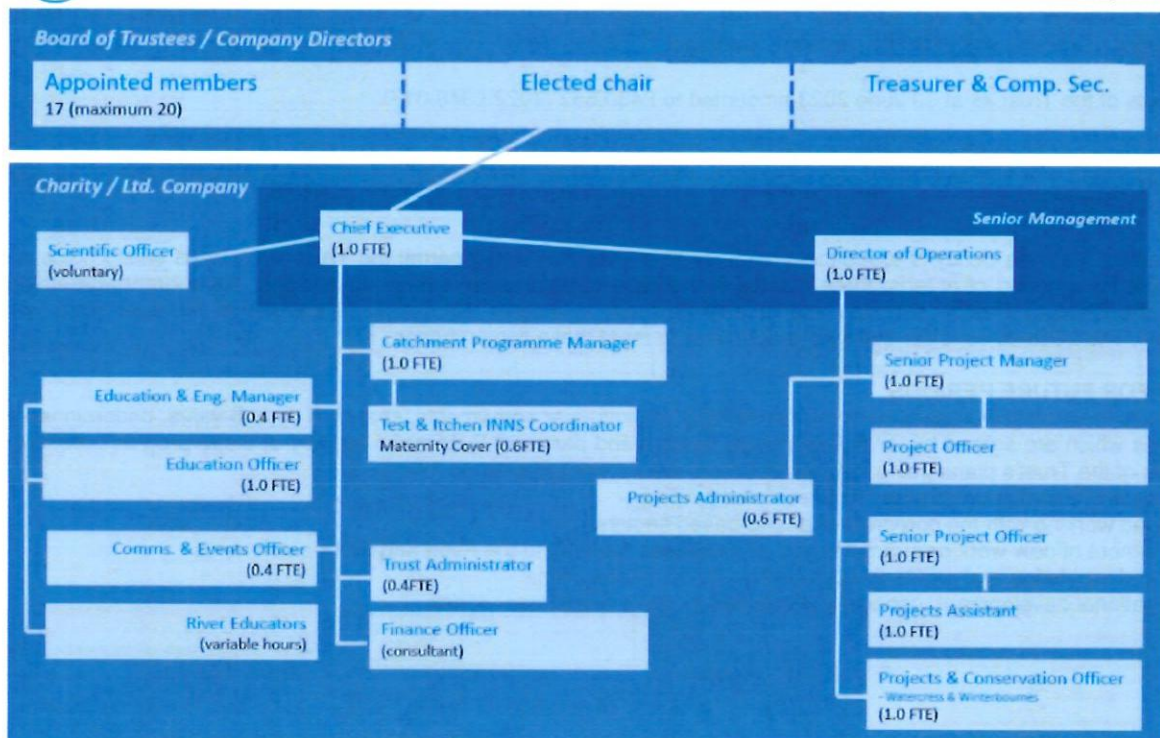 Board of Trustees / Company Directors
Appointed members
17 (maximum 20)
Elected chair
Treasurer & Comp. Sec.
Charity / Ltd. Company
Senior Management
Chief Executive
(1.0 FTE)
Scientific Officer
(voluntary)
Director of Operations
(1.0 FTE)
Catchment Programme Manager
(1.0 FTE)
Senior Project Manager
(1.0 FTE)
Education & Eng. Manager
(0.4 FTE)
Test & Itchen INNS Coordinator
Maternity Cover (0.6FTE)
Project Officer
(1.0 FTE)
Education Officer
(1.0 FTE)
Projects Administrator
(0.6 FTE)
Senior Project Officer
(1.0 FTE)
Comms. & Events Officer
(0.4 FTE)
Trust Administrator
(0.4FTE)
Projects Assistant
(1.0 FTE)
River Educators
(variable hours)
Finance Officer
(consultant)
Projects & Conservation Officer
- Watercress & Winterbournes
(1.0 FTE)